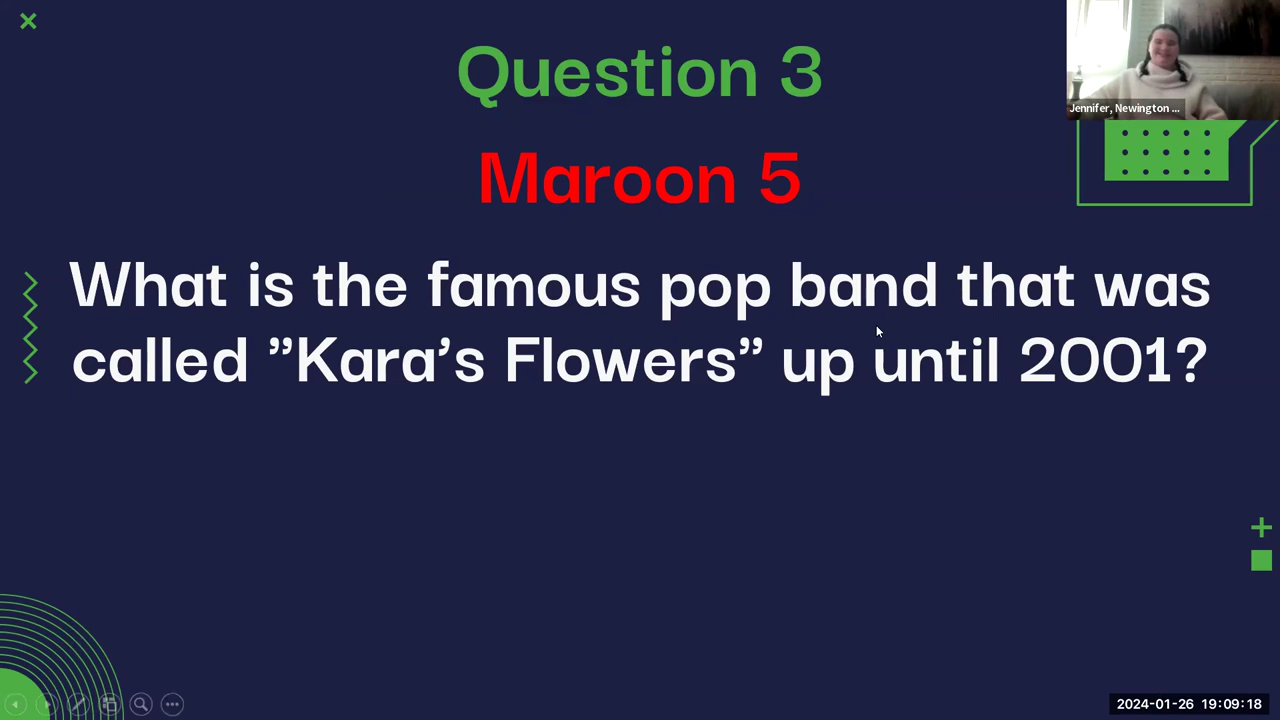 Question 3
Jennifer, Newington ...
Maroon 5
What is the famous pop band that was
called ”Kara’s Flowers” up until 2001?
2024-01-26 19:09:18